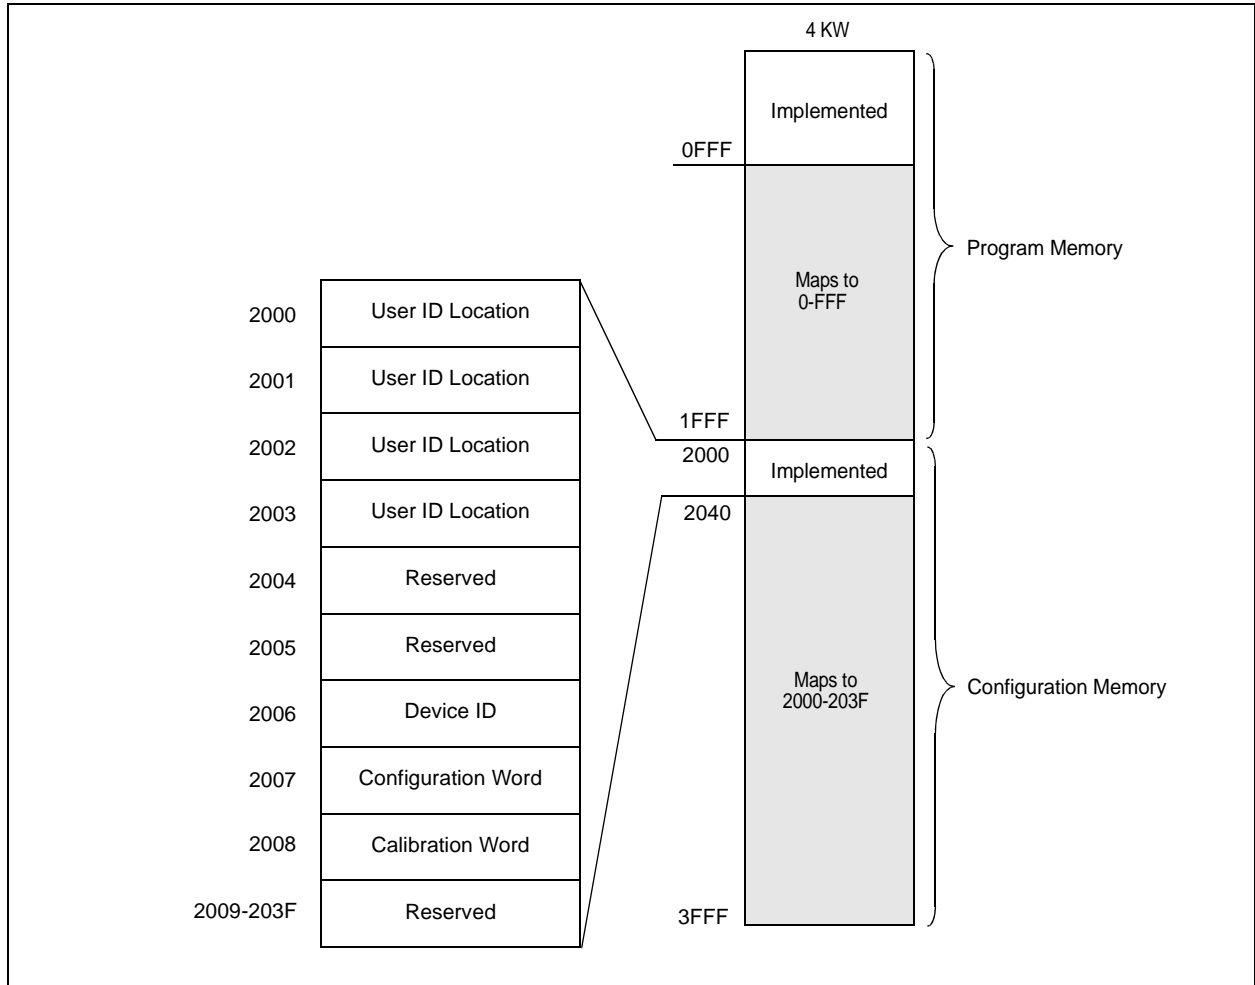 4 KW
Implemented
0FFF
Maps to
0-FFF
Program Memory
1FFF
2000
Implemented
2040
Maps to
2000-203F
Configuration Memory
3FFF
2000 User ID Location
2001 User ID Location
2002 User ID Location
2003 User ID Location
2004 Reserved
2005 Reserved
2006 Device ID
2007 Configuration Word
2008 Calibration Word
2009-203F Reserved